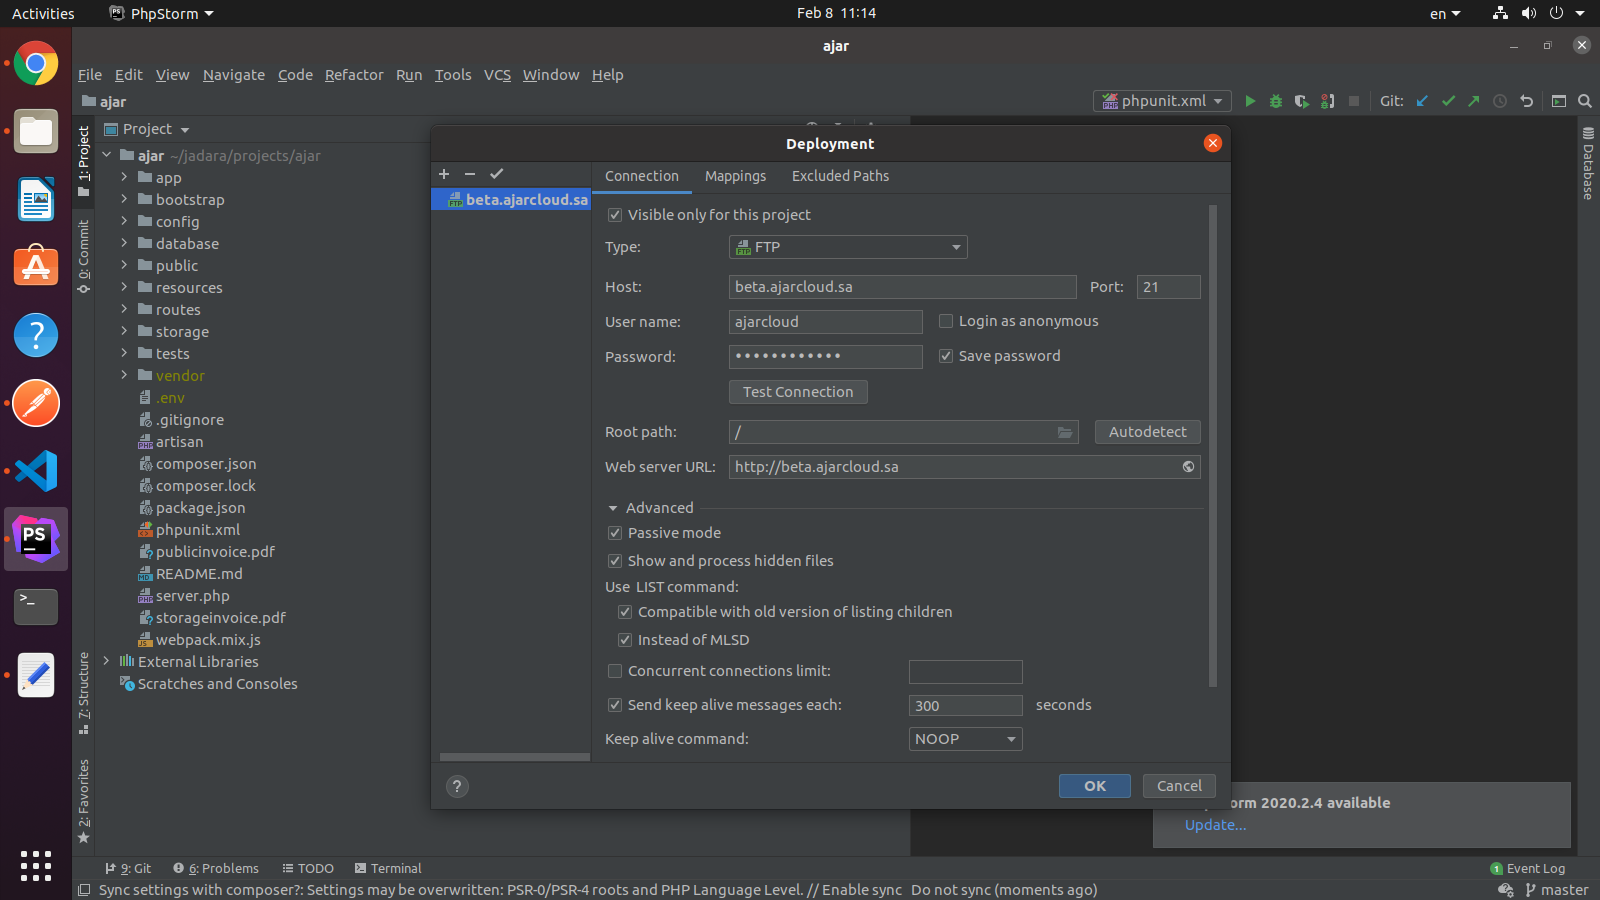 Activities PhpStorm Feb 8 11:14 en
ajar
File Edit View Navigate Code Refactor Run Tools VCS Window Help
ajar phpunit.xml Git:
Project
1: Project
0: Commit
7: Structure
2: Favorites
ajar ~/jadara/projects/ajar
app
bootstrap
config
database
public
resources
routes
storage
tests
vendor
.env
.gitignore
artisan
composer.json
composer.lock
package.json
phpunit.xml
publicinvoice.pdf
README.md
server.php
storageinvoice.pdf
webpack.mix.js
External Libraries
Scratches and Consoles
Deployment
beta.ajarcloud.sa
Connection Mappings Excluded Paths
Visible only for this project
Type: FTP
Host: beta.ajarcloud.sa Port: 21
User name: ajarcloud Login as anonymous
Password: •••••••••••• Save password
Test Connection
Root path: / Autodetect
Web server URL: http://beta.ajarcloud.sa
Advanced
Passive mode
Show and process hidden files
Use LIST command:
Compatible with old version of listing children
Instead of MLSD
Concurrent connections limit:
Send keep alive messages each: 300 seconds
Keep alive command: NOOP
? OK Cancel
Database
2020.2.4 available
Update...
9: Git 6: Problems TODO Terminal 1 Event Log
Sync settings with composer?: Settings may be overwritten: PSR-0/PSR-4 roots and PHP Language Level. // Enable sync Do not sync (moments ago) master